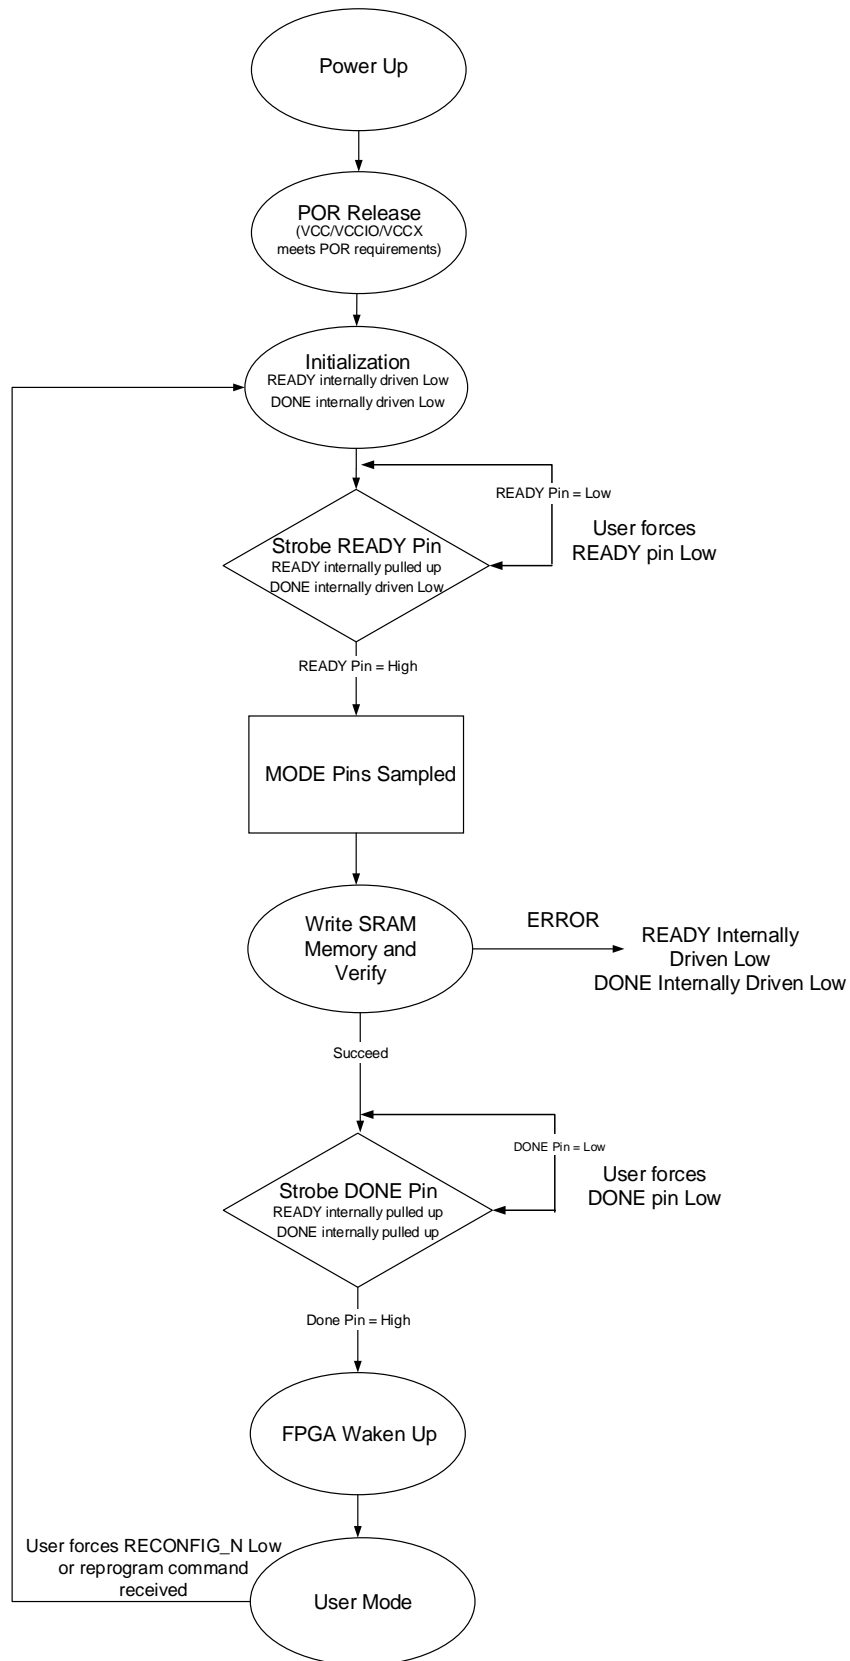 Power Up
POR Release
(VCC/VCCIO/VCCX
meets POR requirements)
Initialization
READY internally driven Low
DONE internally driven Low
READY Pin = Low
User forces
READY pin Low
Strobe READY Pin
READY internally pulled up
DONE internally driven Low
READY Pin = High
MODE Pins Sampled
Write SRAM
Memory and
Verify
ERROR
READY Internally
Driven Low
DONE Internally Driven Low
Succeed
DONE Pin = Low
User forces
DONE pin Low
Strobe DONE Pin
READY internally pulled up
DONE internally pulled up
Done Pin = High
FPGA Waken Up
User forces RECONFIG_N Low
or reprogram command
received
User Mode